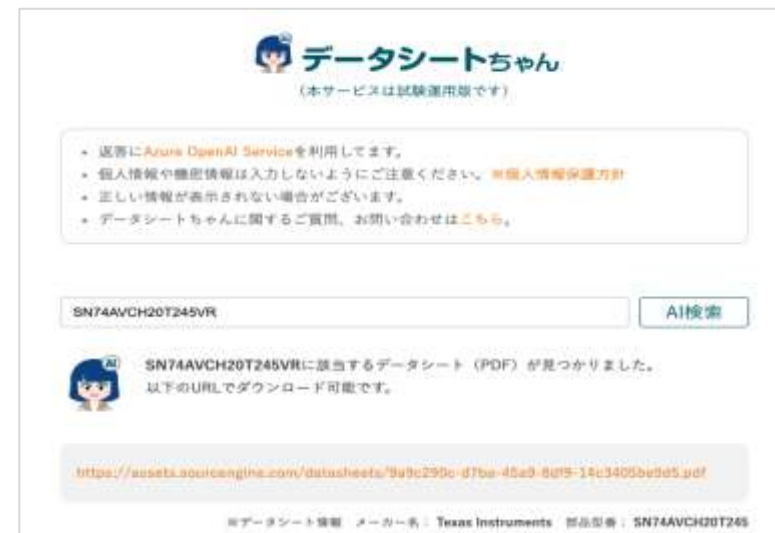 AI
データシートちゃん
(本サービスは試験運用版です)
• 返答にAzure OpenAI Serviceを利用してます。
• 個人情報や機密情報は入力しないようにご注意ください。※個人情報保護方針
• 正しい情報が表示されない場合がございます。
• データシートちゃんに関するご質問、お問い合わせはこちら。
SN74AVCH20T245VR
AI検索
AI
SN74AVCH20T245VRに該当するデータシート(PDF)が見つかりました。
以下のURLでダウンロード可能です。
※データシート情報 メーカー名: Texas Instruments 部品型番: SN74AVCH20T245